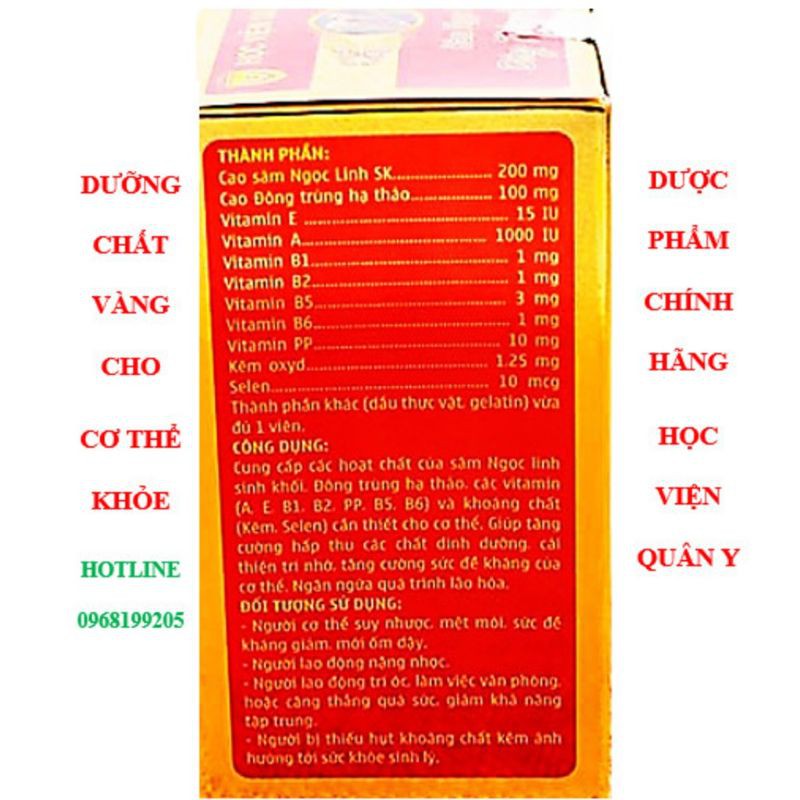 DƯỠNG
CHẤT
VÀNG
CHO
CƠ THỂ
KHỎE
HOTLINE
0968199205
HỌC VIỆN
THÀNH PHẦN:
Cao sâm Ngọc Linh SK.................... 200 mg
Cao Đông trùng hạ thảo.................... 100 mg
Vitamin E .................... 15 IU
Vitamin A.................... 1000 IU
Vitamin B1.................... 1 mg
Vitamin B2.................... 1 mg
Vitamin B5.................... 3 mg
Vitamin B6.................... 1 mg
Vitamin PP.................... 10 mg
Kẽm oxyd.................... 1.25 mg
Selen.................... 10 mcg
Thành phần khác (dầu thực vật, gelatin) vừa
đủ 1 viên.
CÔNG DỤNG:
Cung cấp các hoạt chất của sâm Ngọc linh
sinh khối, Đông trùng hạ thảo, các vitamin
(A, E, B1, B2, PP, B5, B6) và khoáng chất
(Kẽm, Selen) cần thiết cho cơ thể. Giúp tăng
cường hấp thu các chất dinh dưỡng, cải
thiện trí nhớ, tăng cường sức đề kháng của
cơ thể. Ngăn ngừa quá trình lão hóa.
ĐỐI TƯỢNG SỬ DỤNG:
- Người cơ thể suy nhược, mệt mỏi, sức đề
kháng giảm, mới ốm dậy.
- Người lao động nặng nhọc.
- Người lao động trí óc, làm việc văn phòng,
hoặc căng thẳng quá sức, giảm khả năng
tập trung.
- Người bị thiếu hụt khoáng chất kẽm ảnh
hưởng tới sức khỏe sinh lý.
DƯỢC
PHẨM
CHÍNH
HÃNG
HỌC
VIỆN
QUÂN Y